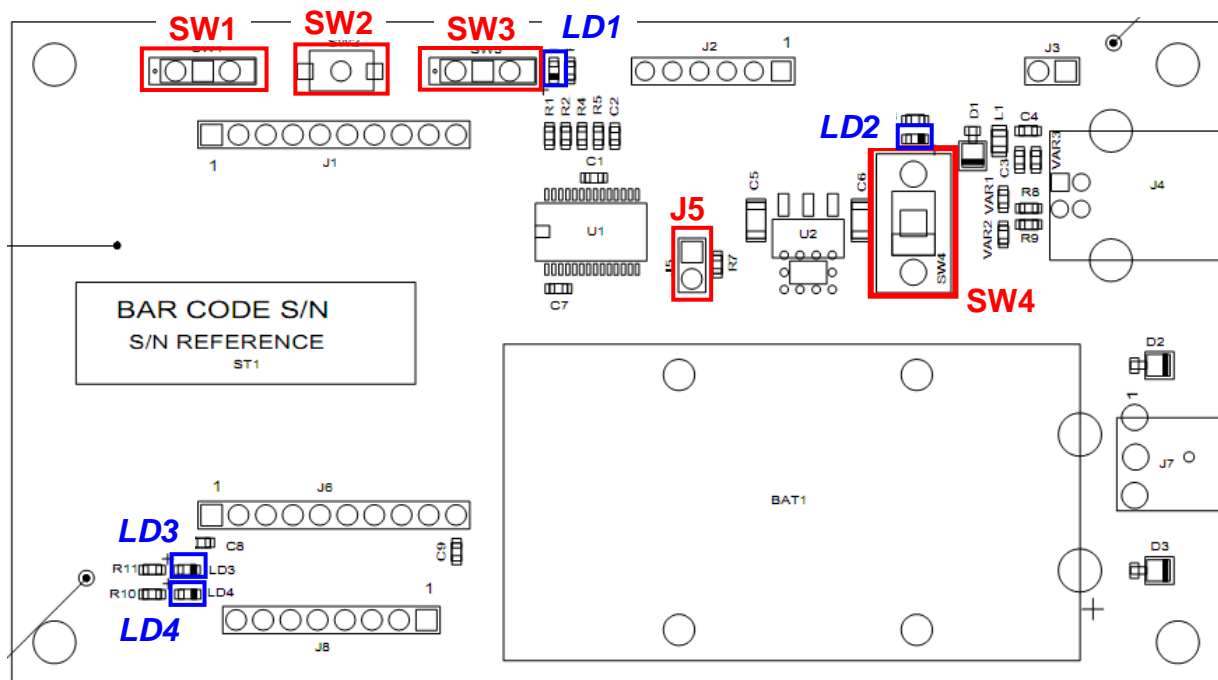 SW1
SW2
SW3
LD1
J2
1
J3
R1
R2
R4
R5
C2
LD2
D1
L1
C4
VAR3
1
J1
C1
C5
C6
C3
VAR1
R8
J4
U1
J5
U2
R7
SW4
VAR2
R9
C7
SW4
BAR CODE S/N
S/N REFERENCE
ST1
D2
1
J7
BAT1
1
J6
LD3
C8
C9
R11
LD3
D3
R10
LD4
1
LD4
J8